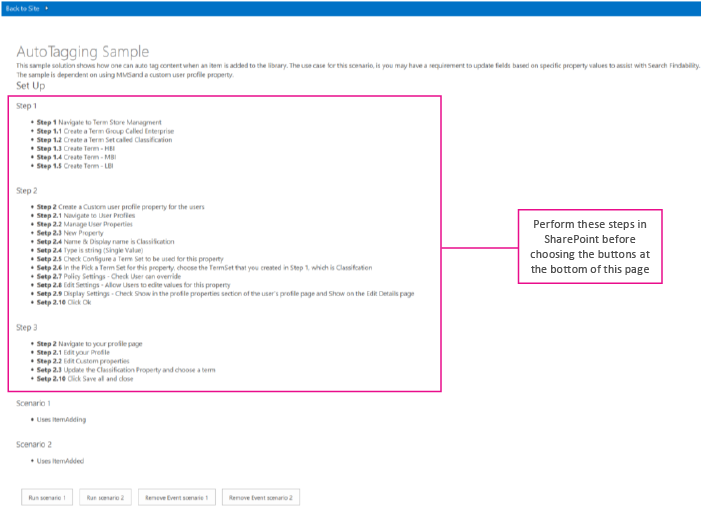 Back to Site
AutoTagging Sample
This sample solution shows how one can auto tag content when an item is added to the library. The use case for this scenario, is you may have a requirement to update fields based on specific property values to assist with Search Findability.
The sample is dependent on using MMSand a custom user profile property.
Set Up
Step 1
• Step 1 Navigate to Term Store Managment
• Step 1.1 Create a Term Group Called Enterprise
• Step 1.2 Create a Term Set called Classification
• Step 1.3 Create Term - HBI
• Step 1.4 Create Term - MBI
• Step 1.5 Create Term - LBI
Step 2
• Step 2 Create a Custom user profile property for the users
• Step 2.1 Navigate to User Profiles
• Step 2.2 Manage User Properties
• Setp 2.3 New Property
• Setp 2.4 Name & Display name is Classification
• Setp 2.4 Type is string (Single Value)
• Setp 2.5 Check Configure a Term Set to be used for this property
• Setp 2.6 In the Pick a Term Set for this property, choose the TermSet that you created in Step 1, which is Classifcation
• Setp 2.7 Policy Settings - Check User can override
• Setp 2.8 Edit Settings - Allow Users to edite values for this property
• Setp 2.9 Display Settings - Check Show in the profile properties section of the user's profile page and Show on the Edit Details page
• Setp 2.10 Click Ok
Step 3
• Step 2 Navigate to your profile page
• Step 2.1 Edit your Profile
• Step 2.2 Edit Custom properties
• Setp 2.3 Update the Classification Property and choose a term
• Setp 2.10 Click Save all and close
Perform these steps in
SharePoint before
choosing the buttons at
the bottom of this page
Scenario 1
• Uses ItemAdding
Scenario 2
• Uses ItemAdded
Run scenario 1 Run scenario 2 Remove Event scenario 1 Remove Event scenario 2